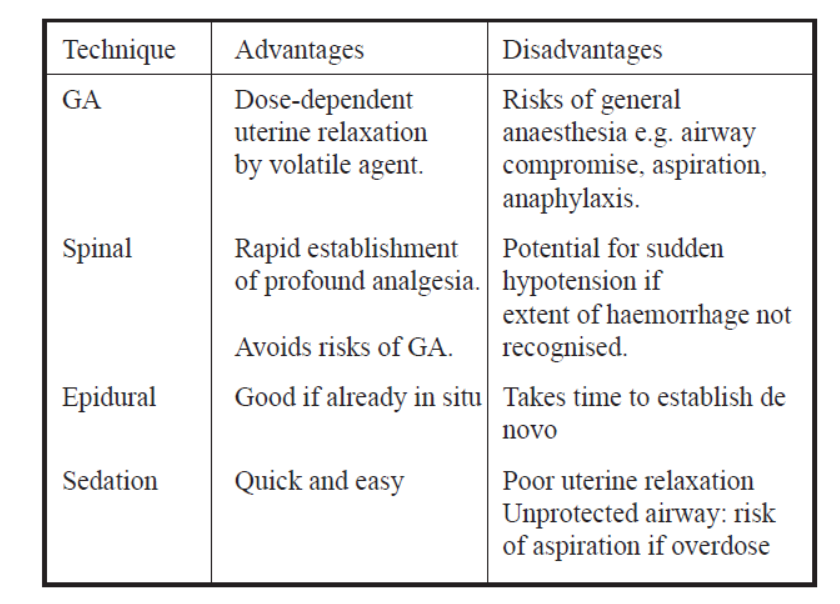 Technique Advantages Disadvantages
GA Dose-dependent Risks of general
uterine relaxation anaesthesia e.g. airway
by volatile agent. compromise, aspiration,
anaphylaxis.
Spinal Rapid establishment Potential for sudden
of profound analgesia. hypotension if
extent of haemorrhage not
Avoids risks of GA. recognised.
Epidural Good if already in situ Takes time to establish de
novo
Sedation Quick and easy Poor uterine relaxation
Unprotected airway: risk
of aspiration if overdose